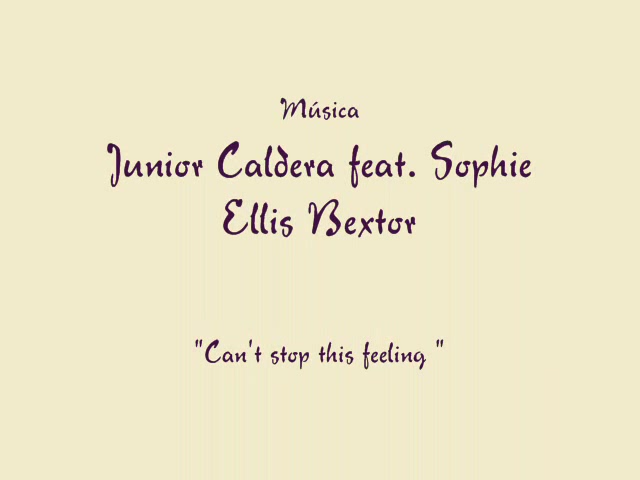 Música
Junior Caldera feat. Sophie
Ellis Bextor
"Can't stop this feeling "